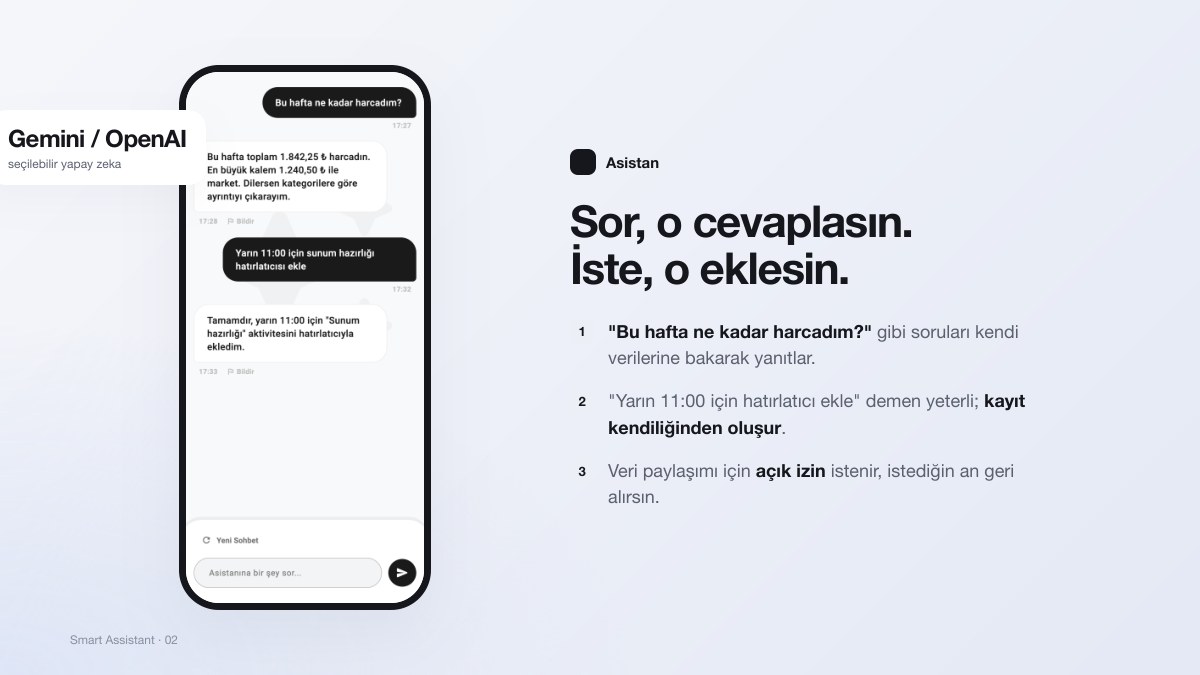 Gemini / OpenAI
seçilebilir yapay zeka
Bu hafta ne kadar harcadım?
17:27
Bu hafta toplam 1.842,25 ₺ harcadın.
En büyük kalem 1.240,50 ₺ ile
market. Dilersen kategorilere göre
ayrıntıyı çıkarayım.
17:28 Bildir
Yarın 11:00 için sunum hazırlığı
hatırlatıcısı ekle
17:32
Tamamdır, yarın 11:00 için "Sunum
hazırlığı" aktivitesini hatırlatıcıyla
ekledim.
17:33 Bildir
Yeni Sohbet
Asistanına bir şey sor...
Asistan
Sor, o cevaplasın.
İste, o eklesin.
1 "Bu hafta ne kadar harcadım?" gibi soruları kendi
verilerine bakarak yanıtlar.
2 "Yarın 11:00 için hatırlatıcı ekle" demen yeterli; kayıt
kendiliğinden oluşur.
3 Veri paylaşımı için açık izin istenir, istediğin an geri
alırsın.
Smart Assistant · 02